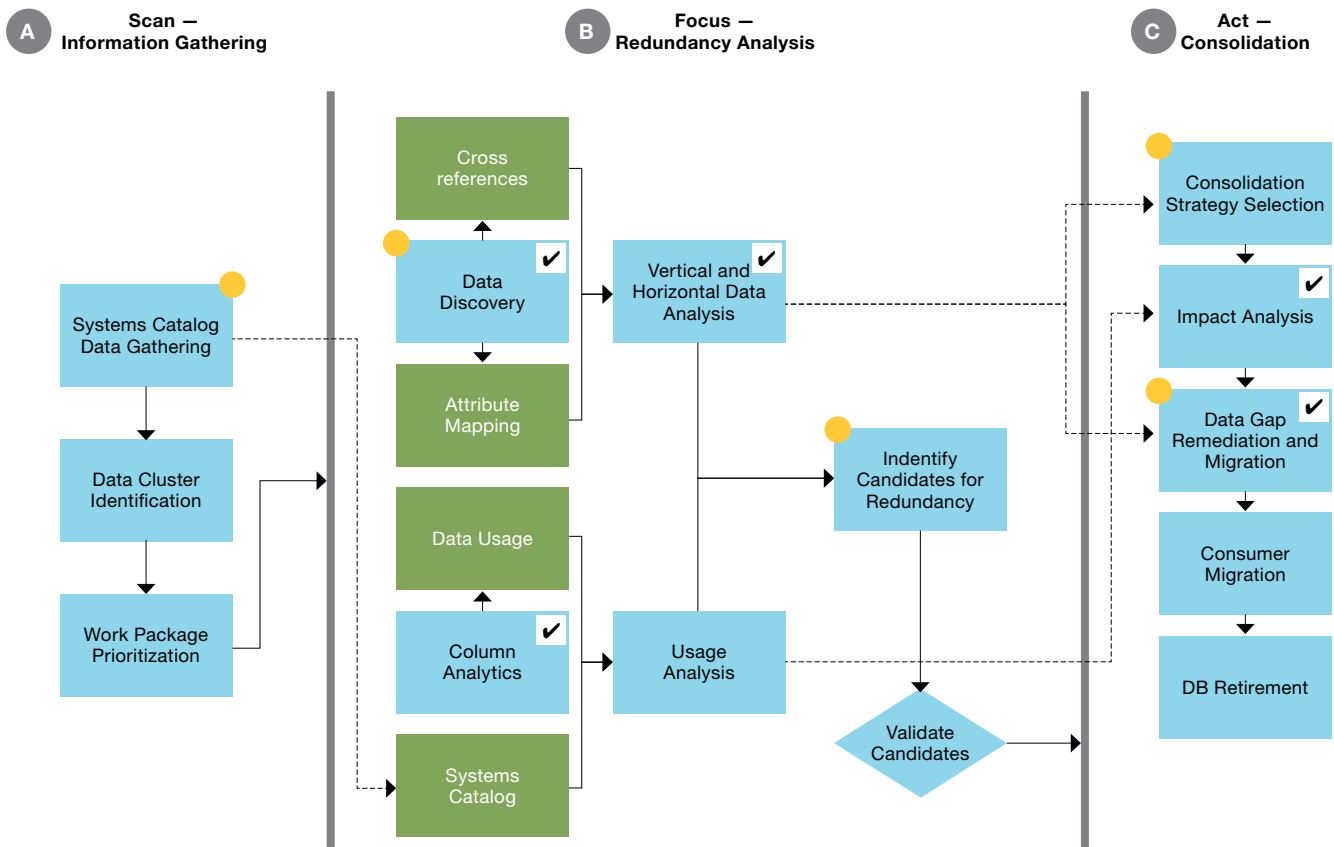 A
Scan —
Information Gathering
B
Focus —
Redundancy Analysis
C
Act —
Consolidation
Systems Catalog
Data Gathering
Data Cluster
Identification
Work Package
Prioritization
Cross
references
Data
Discovery
Attribute
Mapping
Data Usage
Column
Analytics
Systems
Catalog
Vertical and
Horizontal Data
Analysis
Usage
Analysis
Indentify
Candidates for
Redundancy
Validate
Candidates
Consolidation
Strategy Selection
Impact Analysis
Data Gap
Remediation and
Migration
Consumer
Migration
DB Retirement